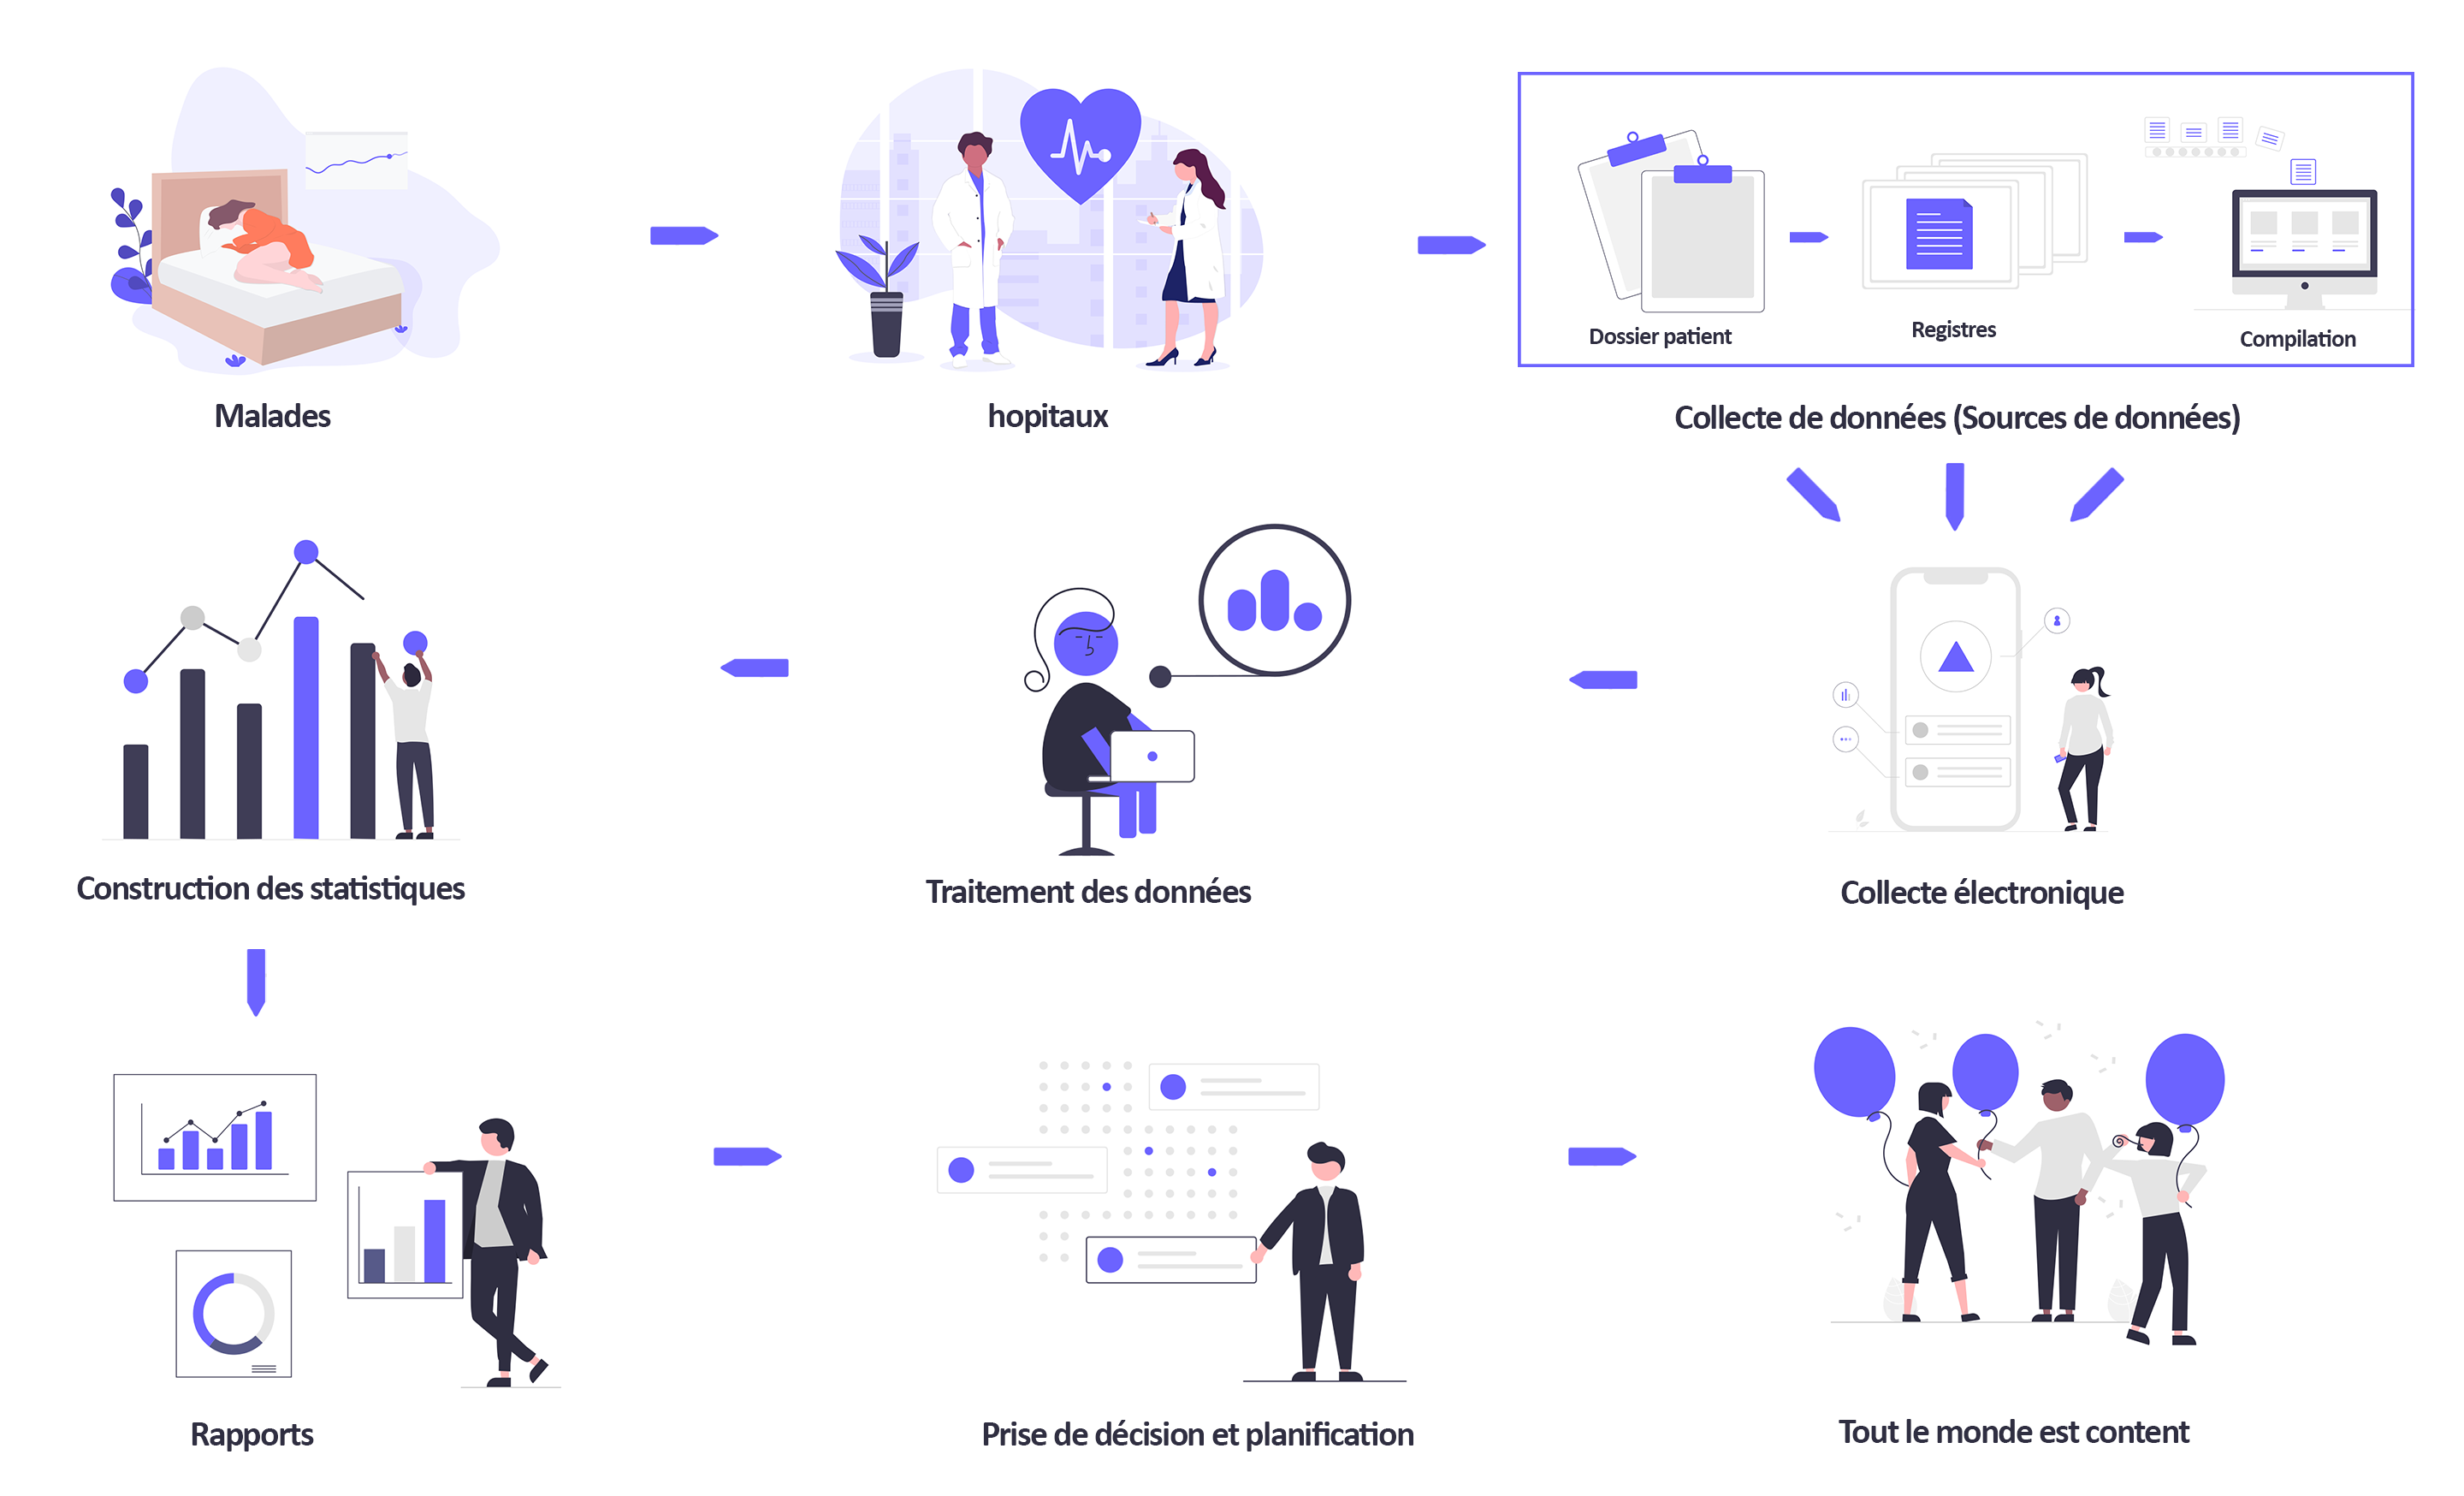 Dossier patient
Registres
Compilation
Malades
hopitaux
Collecte de données (Sources de données)
Construction des statistiques
Traitement des données
Collecte électronique
Rapports
Prise de décision et planification
Tout le monde est content